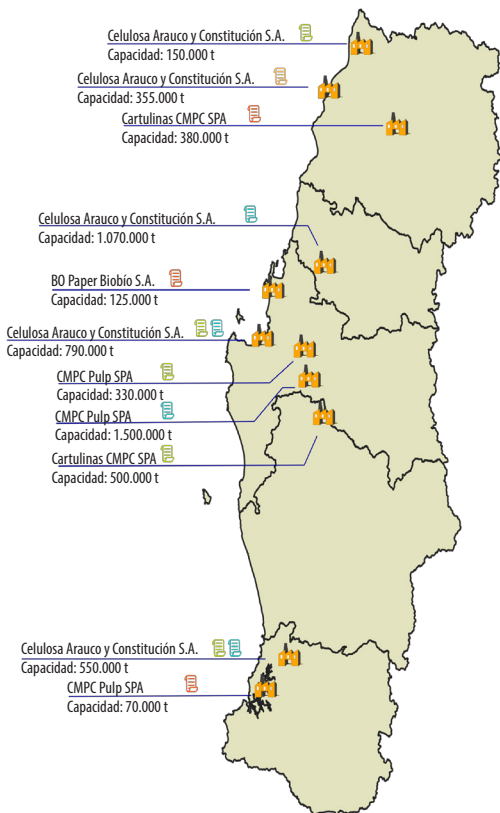 Celulosa Arauco y Constitución S.A.
Capacidad: 150.000 t
Celulosa Arauco y Constitución S.A.
Capacidad: 355.000 t
Cartulinas CMPC SPA
Capacidad: 380.000 t
Celulosa Arauco y Constitución S.A.
Capacidad: 1.070.000 t
BO Paper Biobío S.A.
Capacidad: 125.000 t
Celulosa Arauco y Constitución S.A.
Capacidad: 790.000 t
CMPC Pulp SPA
Capacidad: 330.000 t
CMPC Pulp SPA
Capacidad: 1.500.000 t
Cartulinas CMPC SPA
Capacidad: 500.000 t
Celulosa Arauco y Constitución S.A.
Capacidad: 550.000 t
CMPC Pulp SPA
Capacidad: 70.000 t